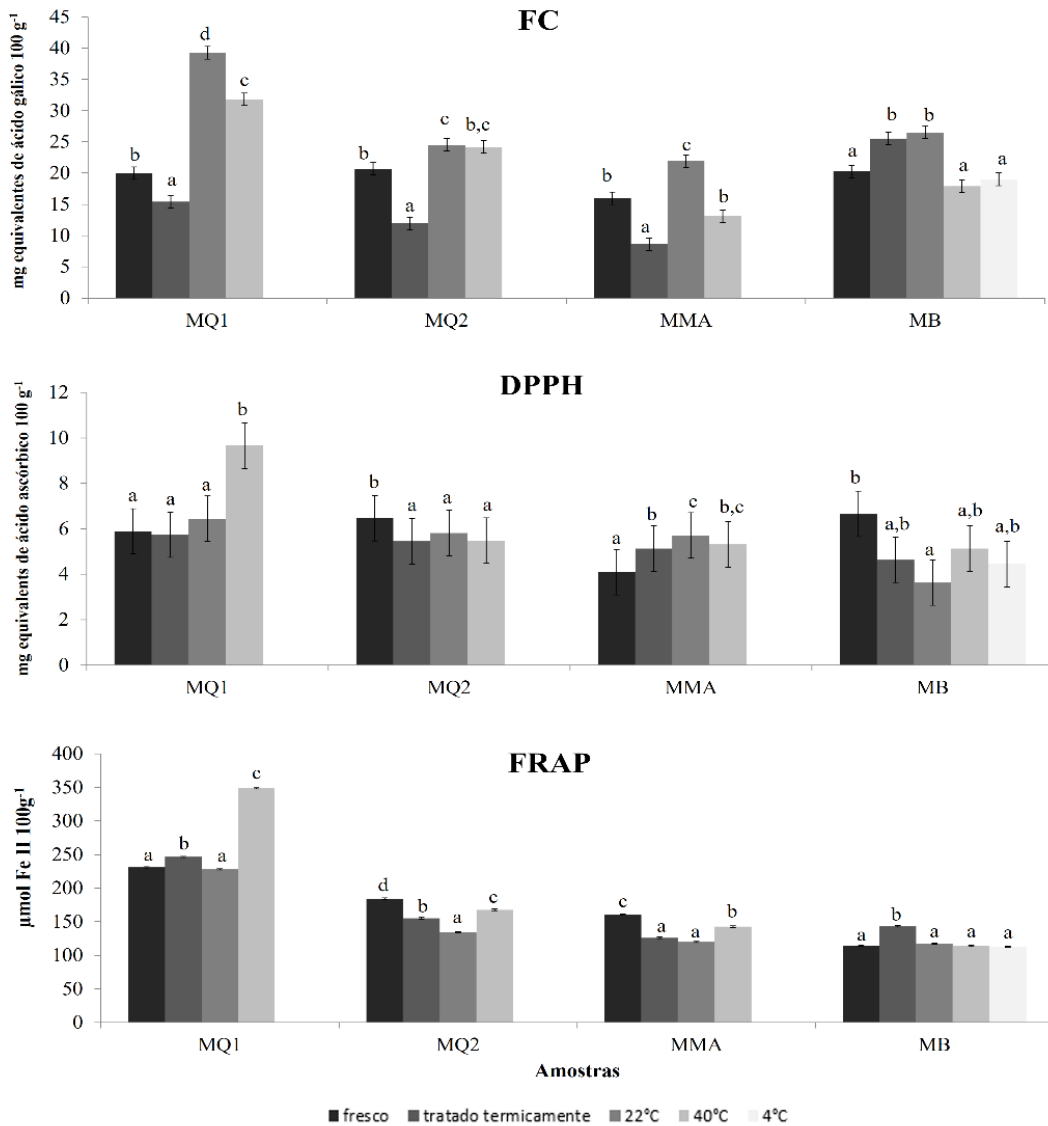 FC
mg equivalentes de ácido gálico 100 g⁻¹
45
40
35
30
25
20
15
10
5
0
b a d c
b a c b,c
b a c b
a b b a a
MQ1 MQ2 MMA MB
DPPH
mg equivalents de ácido ascórbico 100 g⁻¹
12
10
8
6
4
2
0
a a a b
b a a a
a b c b,c
b a,b a a,b a,b
MQ1 MQ2 MMA MB
FRAP
µmol Fe II 100g⁻¹
400
350
300
250
200
150
100
50
0
a b a c
d b a c
c a a b
a b a a a
MQ1 MQ2 MMA MB
Amostras
fresco tratado termicamente 22°C 40°C 4°C